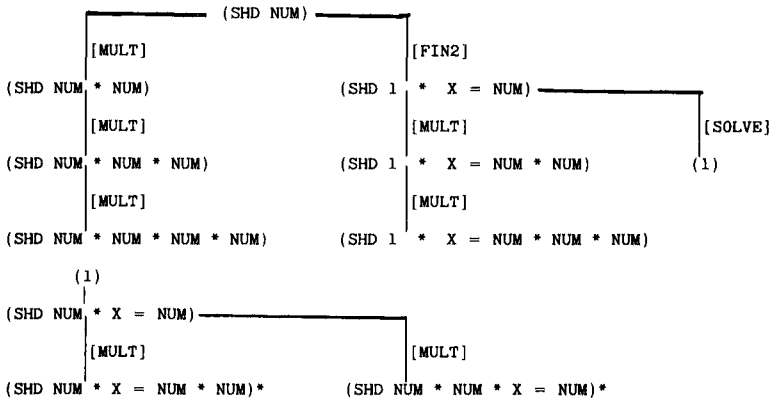 (SHD NUM)
[MULT] [FIN2]
(SHD NUM * NUM) (SHD 1 * X = NUM)
[MULT] [MULT] [SOLVE]
(SHD NUM * NUM * NUM) (SHD 1 * X = NUM * NUM) (1)
[MULT] [MULT]
(SHD NUM * NUM * NUM * NUM) (SHD 1 * X = NUM * NUM * NUM)
(1)
(SHD NUM * X = NUM)
[MULT] [MULT]
(SHD NUM * X = NUM * NUM)* (SHD NUM * NUM * X = NUM)*